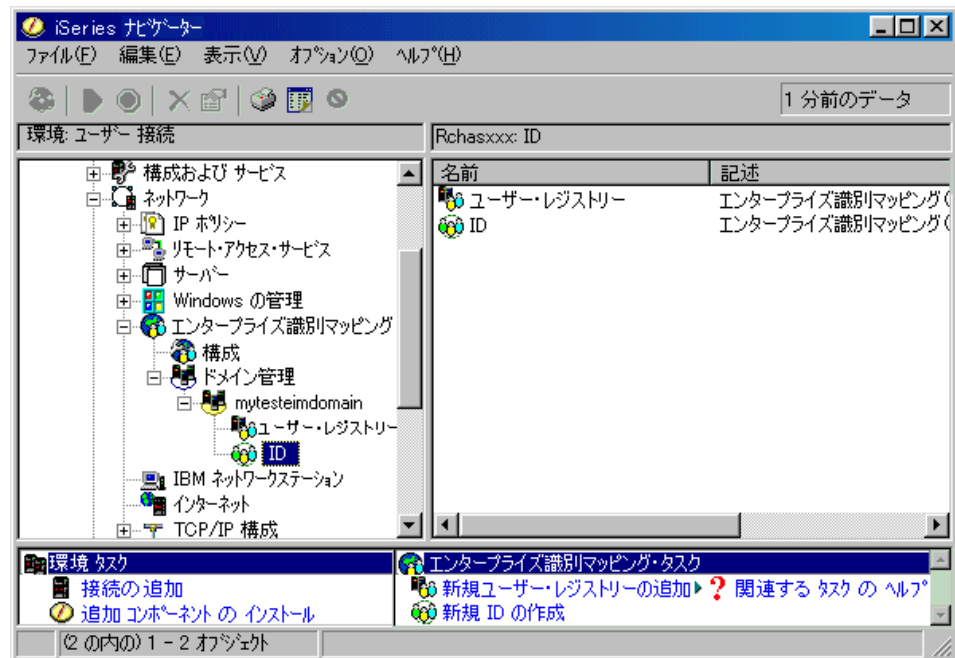 iSeries ナビゲーター
ファイル(F) 編集(E) 表示(V) オプション(O) ヘルプ(H)
1 分前のデータ
環境: ユーザー 接続
Rchasxxx: ID
構成および サービス
ネットワーク
IP ポリシー
リモート・アクセス・サービス
サーバー
Windows の管理
エンタープライズ識別マッピング
構成
ドメイン管理
mytesteimdomain
ユーザー・レジストリー
ID
IBM ネットワークステーション
インターネット
TCP/IP 構成
名前 記述
ユーザー・レジストリー エンタープライズ識別マッピング(
ID エンタープライズ識別マッピング(
環境 タスク
接続の追加
追加 コンポーネント の インストール
エンタープライズ識別マッピング・タスク
新規ユーザー・レジストリーの追加 ? 関連する タスク の ヘルプ
新規 ID の作成
(2 の内の) 1 - 2 オブジェクト